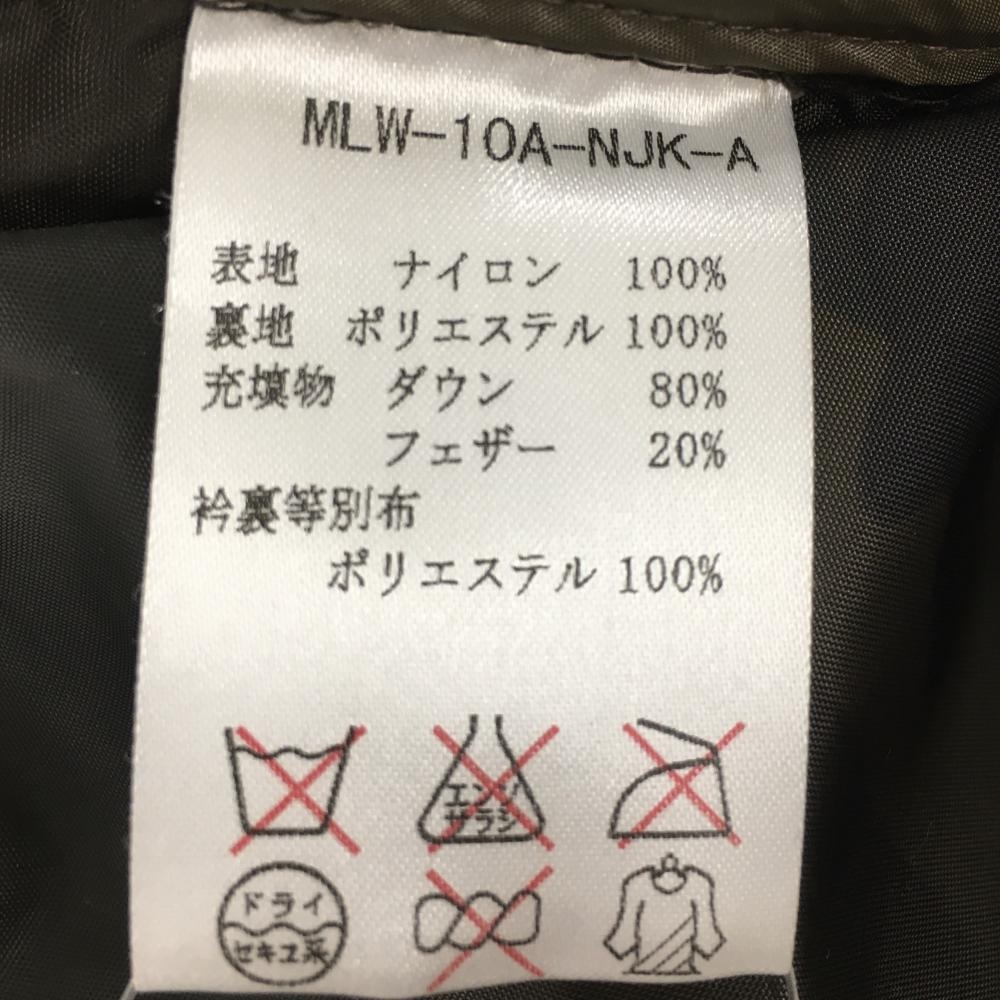 MLW-10A-NJK-A
表地 ナイロン 100%
裏地 ポリエステル 100%
充填物 ダウン 80%
フェザー 20%
衿裏等別布
ポリエステル 100%
エンソ
サラシ
ドライ
セキユ系